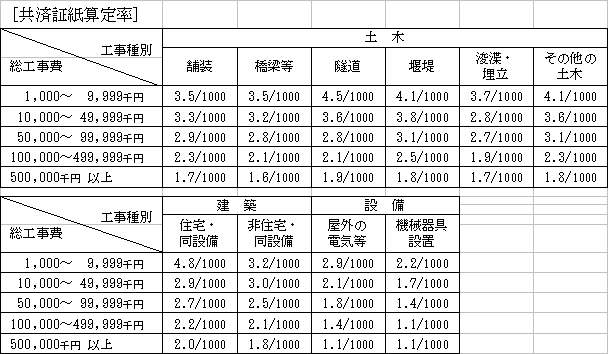 [共済証紙算定率]
工事種別 土 木
総工事費 舗装 橋梁等 隧道 堰堤 浚渫・埋立 その他の土木
1,000～ 9,999千円 3.5/1000 3.5/1000 4.5/1000 4.1/1000 3.7/1000 4.1/1000
10,000～ 49,999千円 3.3/1000 3.2/1000 3.6/1000 3.8/1000 2.8/1000 3.6/1000
50,000～ 99,999千円 2.9/1000 2.8/1000 2.8/1000 3.1/1000 2.7/1000 3.1/1000
100,000～499,999千円 2.3/1000 2.1/1000 2.1/1000 2.5/1000 1.9/1000 2.3/1000
500,000千円 以上 1.7/1000 1.6/1000 1.9/1000 1.8/1000 1.7/1000 1.8/1000
工事種別 建 築 設 備
総工事費 住宅・同設備 非住宅・同設備 屋外の電気等 機械器具設置
1,000～ 9,999千円 4.8/1000 3.2/1000 2.9/1000 2.2/1000
10,000～ 49,999千円 2.9/1000 3.0/1000 2.1/1000 1.7/1000
50,000～ 99,999千円 2.7/1000 2.5/1000 1.8/1000 1.4/1000
100,000～499,999千円 2.2/1000 2.1/1000 1.4/1000 1.1/1000
500,000千円 以上 2.0/1000 1.8/1000 1.1/1000 1.1/1000